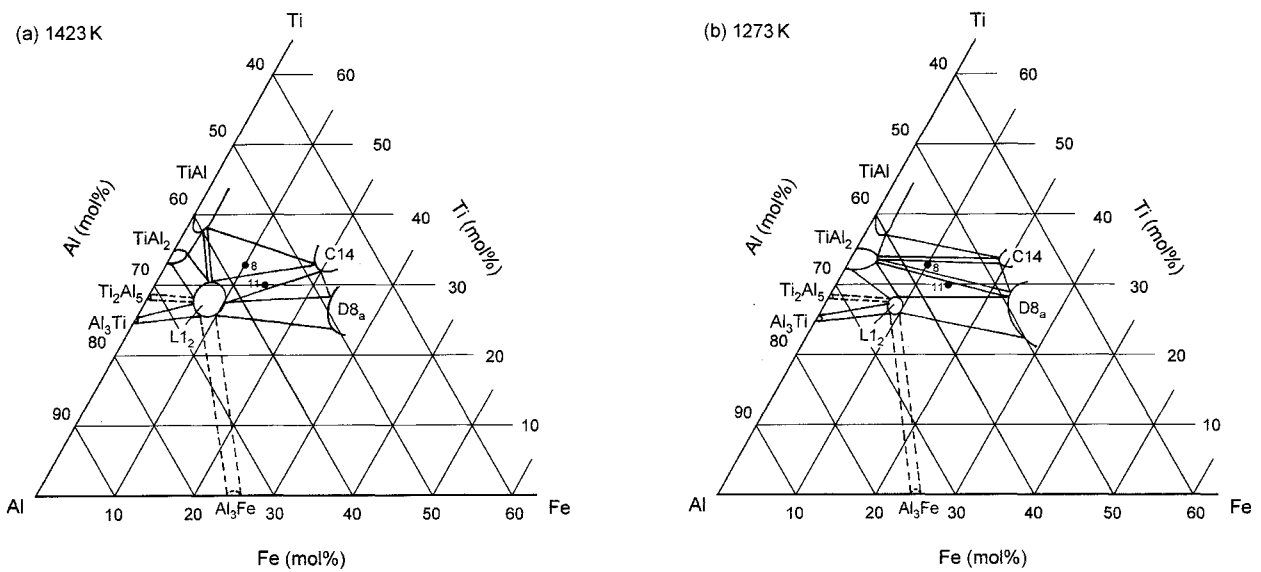 (a) 1423 K
Ti
40
60
50
50
TiAl
60
40
Al (mol%)
Ti (mol%)
TiAl2
C14
8
70
30
11
Ti2Al5
D8a
Al3Ti
L12
80
20
90
10
Al
Al3Fe
Fe
10
20
30
40
50
60
Fe (mol%)
(b) 1273 K
Ti
40
60
50
50
TiAl
60
40
Al (mol%)
Ti (mol%)
TiAl2
C14
8
70
30
11
Ti2Al5
D8a
Al3Ti
L12
80
20
90
10
Al
Al3Fe
Fe
10
20
30
40
50
60
Fe (mol%)